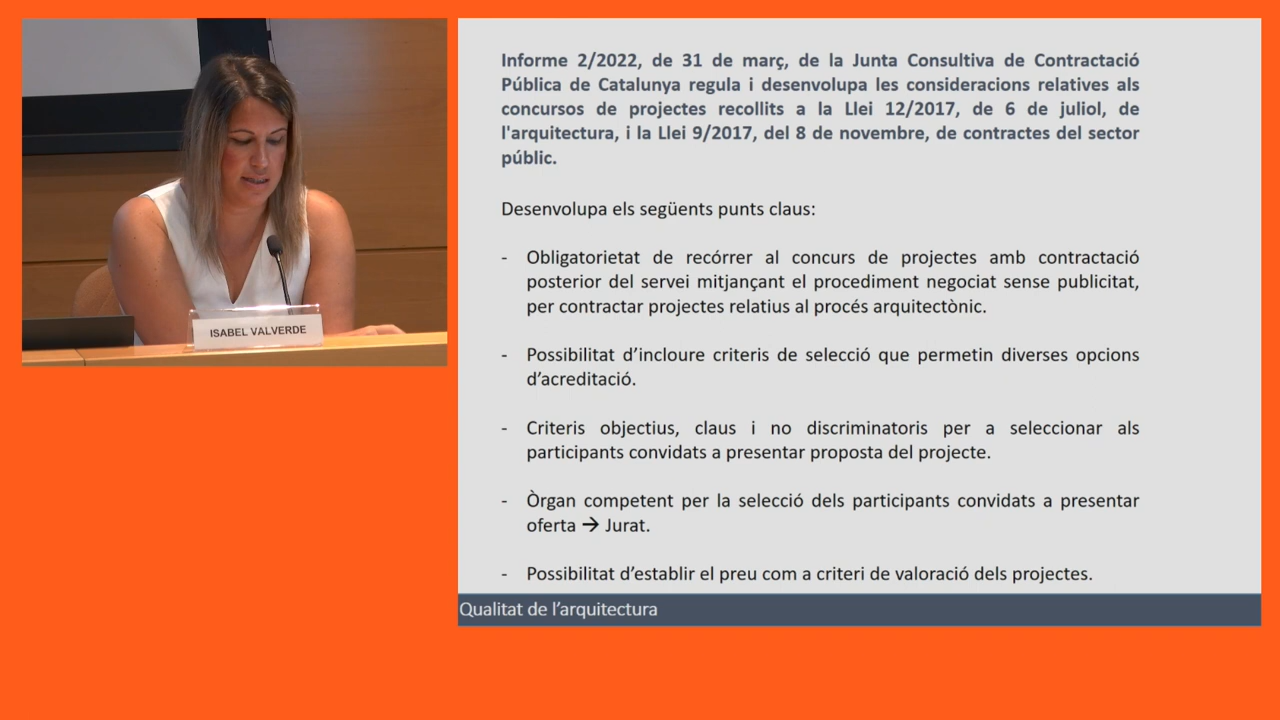 ISABEL VALVERDE
Informe 2/2022, de 31 de març, de la Junta Consultiva de Contractació
Pública de Catalunya regula i desenvolupa les consideracions relatives als
concursos de projectes recollits a la Llei 12/2017, de 6 de juliol, de
l'arquitectura, i la Llei 9/2017, del 8 de novembre, de contractes del sector
públic.
Desenvolupa els següents punts claus:
- Obligatorietat de recórrer al concurs de projectes amb contractació
posterior del servei mitjançant el procediment negociat sense publicitat,
per contractar projectes relatius al procés arquitectònic.
- Possibilitat d’incloure criteris de selecció que permetin diverses opcions
d’acreditació.
- Criteris objectius, claus i no discriminatoris per a seleccionar als
participants convidats a presentar proposta del projecte.
- Òrgan competent per la selecció dels participants convidats a presentar
oferta → Jurat.
- Possibilitat d’establir el preu com a criteri de valoració dels projectes.
Qualitat de l’arquitectura